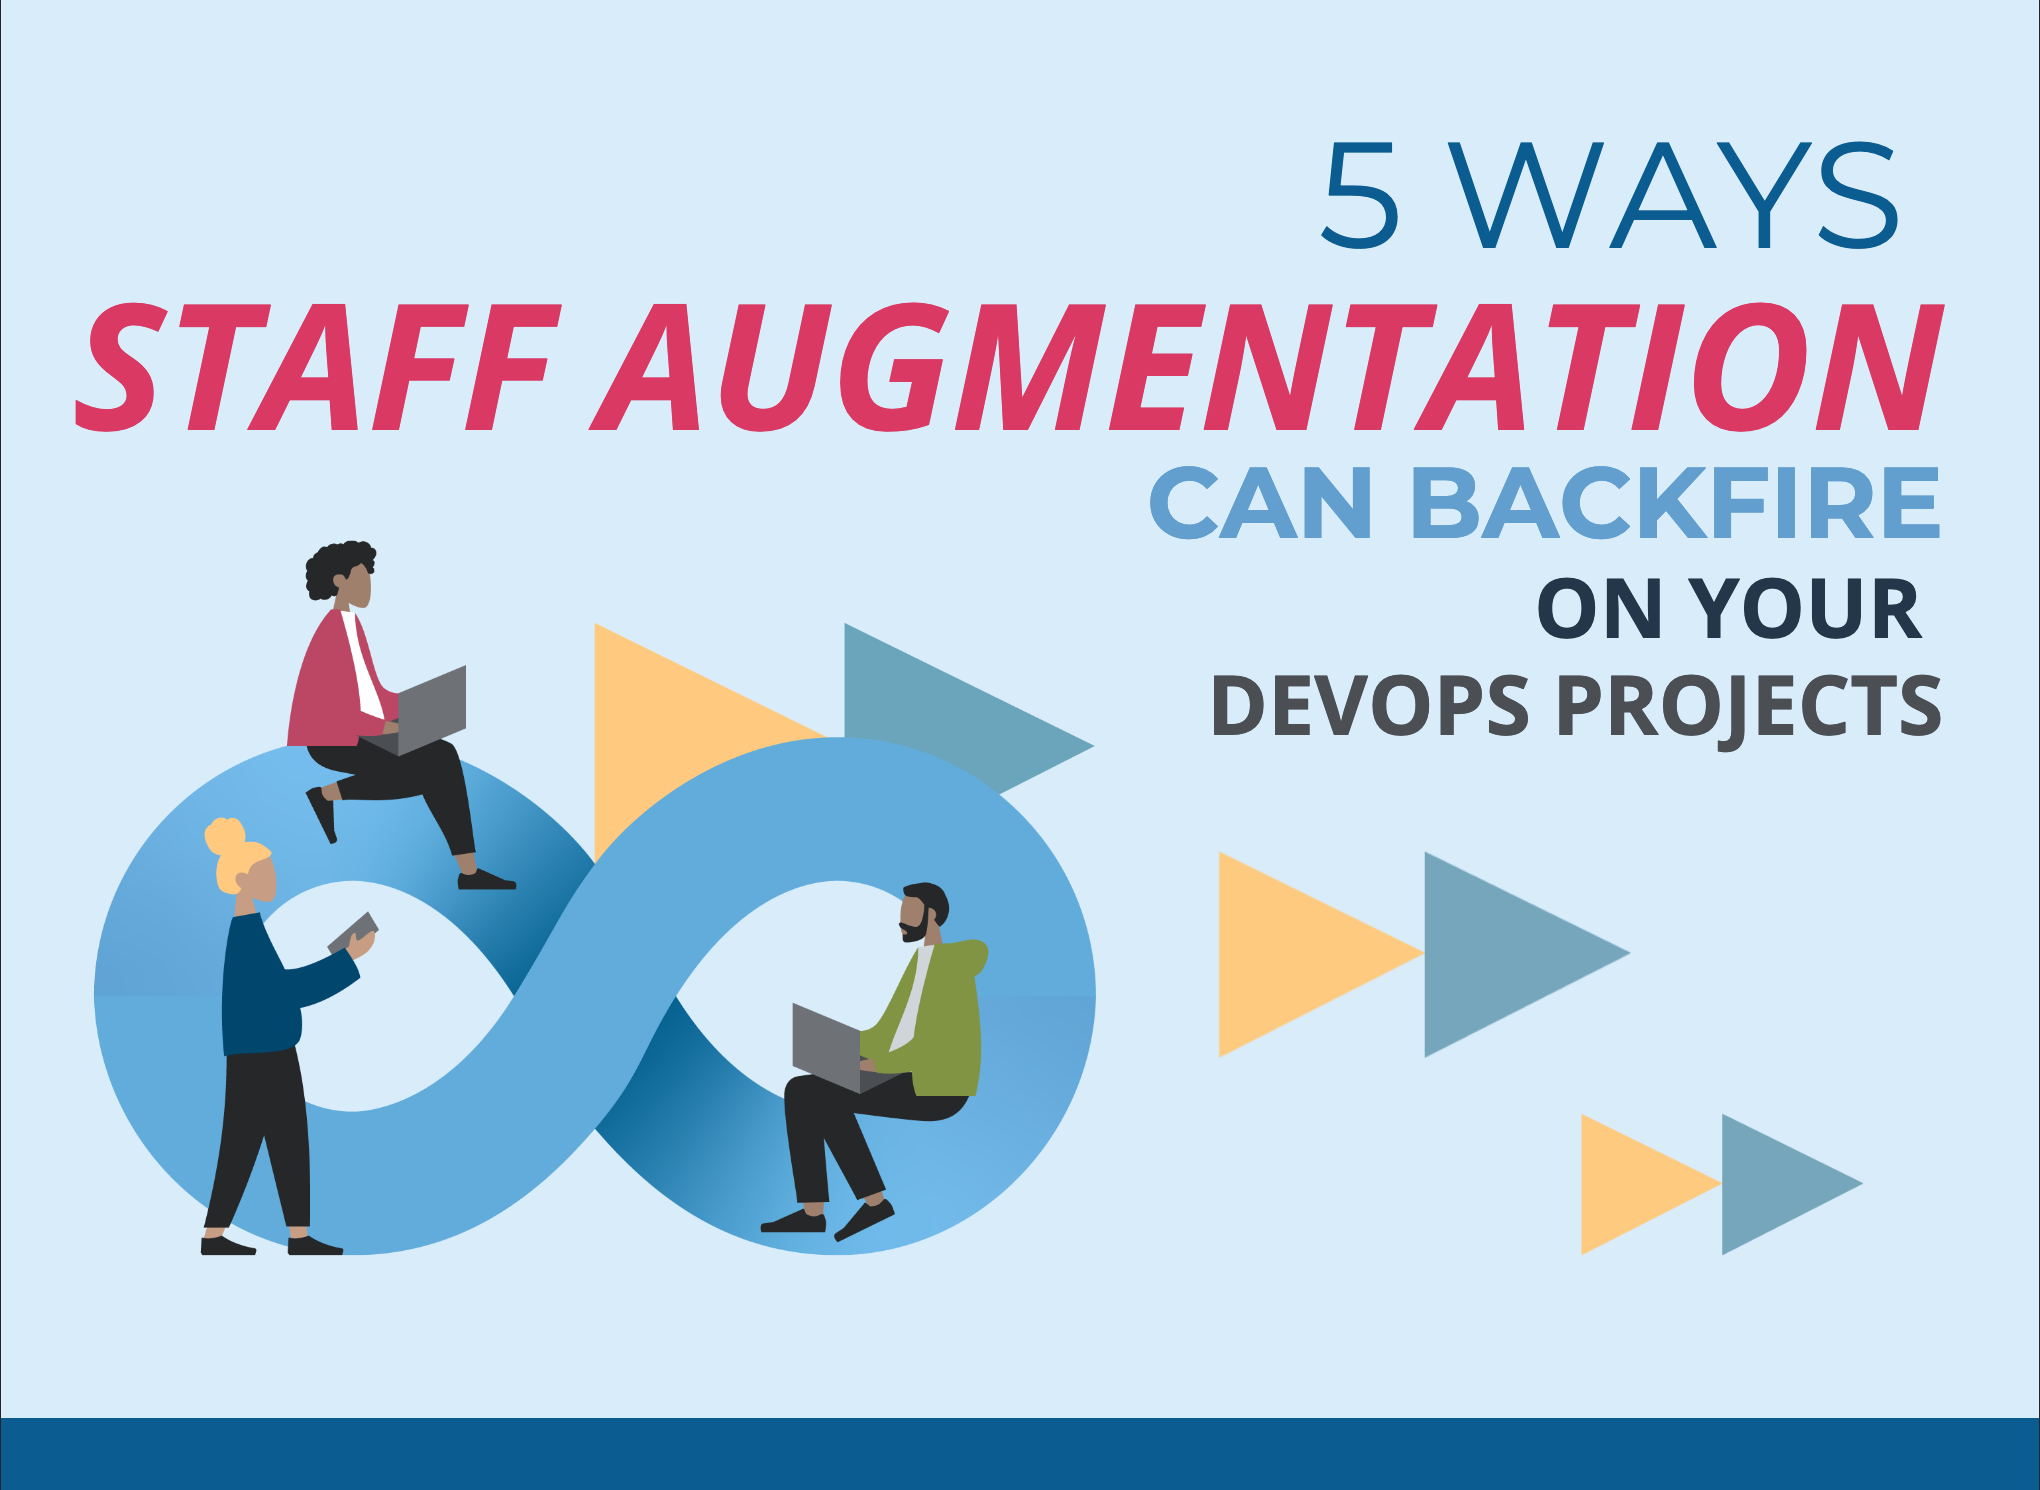 5 WAYS
STAFF AUGMENTATION
CAN BACKFIRE
ON YOUR
DEVOPS PROJECTS